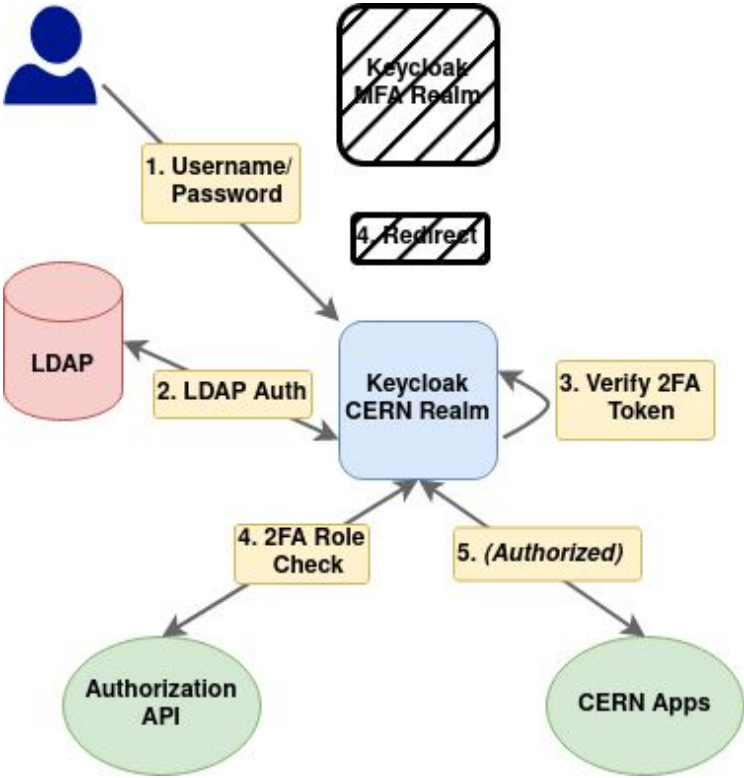 Keycloak
MFA Realm
1. Username/
Password
4. Redirect
LDAP
2. LDAP Auth
Keycloak
CERN Realm
3. Verify 2FA
Token
4. 2FA Role
Check
5. (Authorized)
Authorization
API
CERN Apps